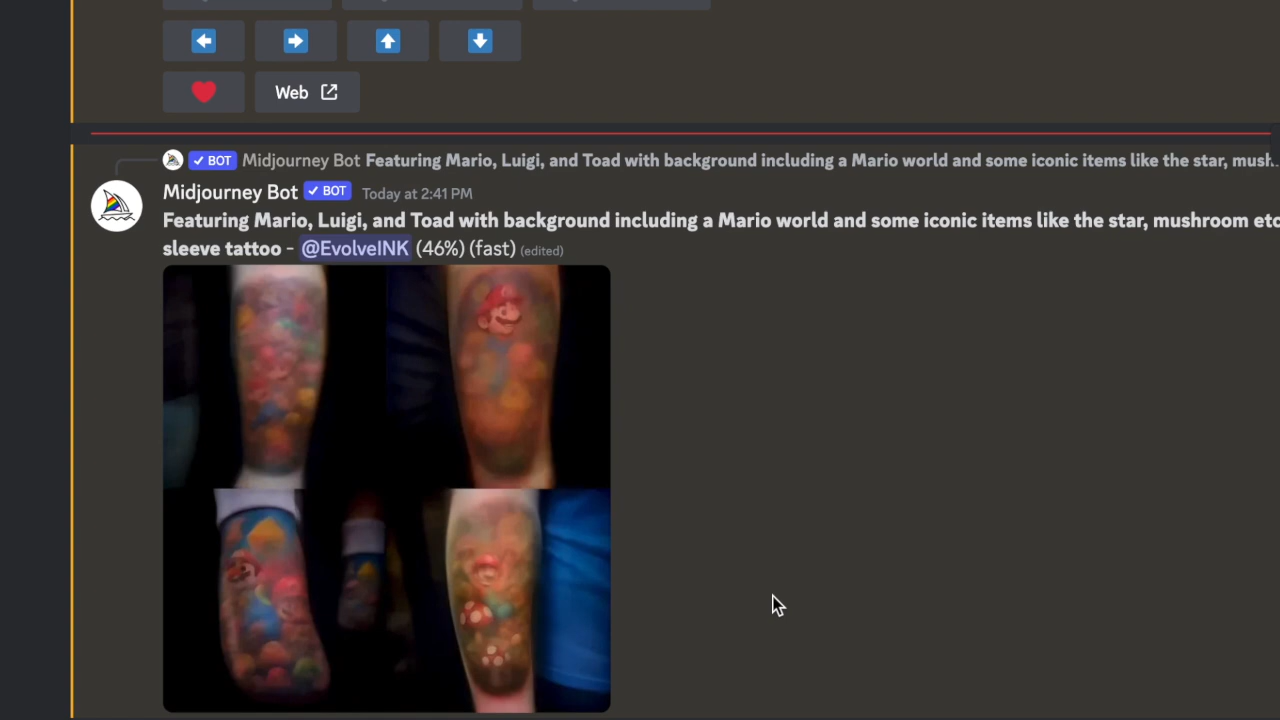 Web
✓ BOT Midjourney Bot Featuring Mario, Luigi, and Toad with background including a Mario world and some iconic items like the star, mush...
Midjourney Bot ✓ BOT Today at 2:41 PM
Featuring Mario, Luigi, and Toad with background including a Mario world and some iconic items like the star, mushroom etc
sleeve tattoo - @EvolveINK (46%) (fast) (edited)